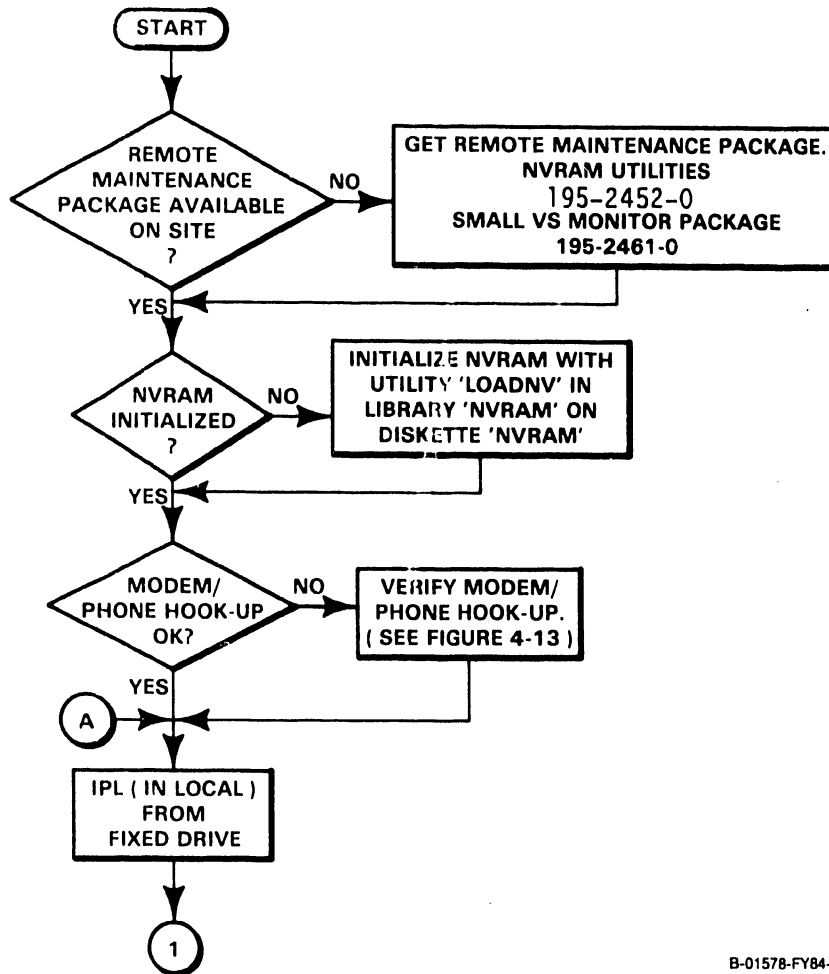 START
REMOTE
MAINTENANCE
PACKAGE AVAILABLE
ON SITE
?
NO
GET REMOTE MAINTENANCE PACKAGE.
NVRAM UTILITIES
195-2452-0
SMALL VS MONITOR PACKAGE
195-2461-0
YES
NVRAM
INITIALIZED
?
NO
INITIALIZE NVRAM WITH
UTILITY 'LOADNV' IN
LIBRARY 'NVRAM' ON
DISKETTE 'NVRAM'
YES
MODEM/
PHONE HOOK-UP
OK?
NO
VERIFY MODEM/
PHONE HOOK-UP.
( SEE FIGURE 4-13 )
YES
A
IPL ( IN LOCAL )
FROM
FIXED DRIVE
1
B-01578-FY84-